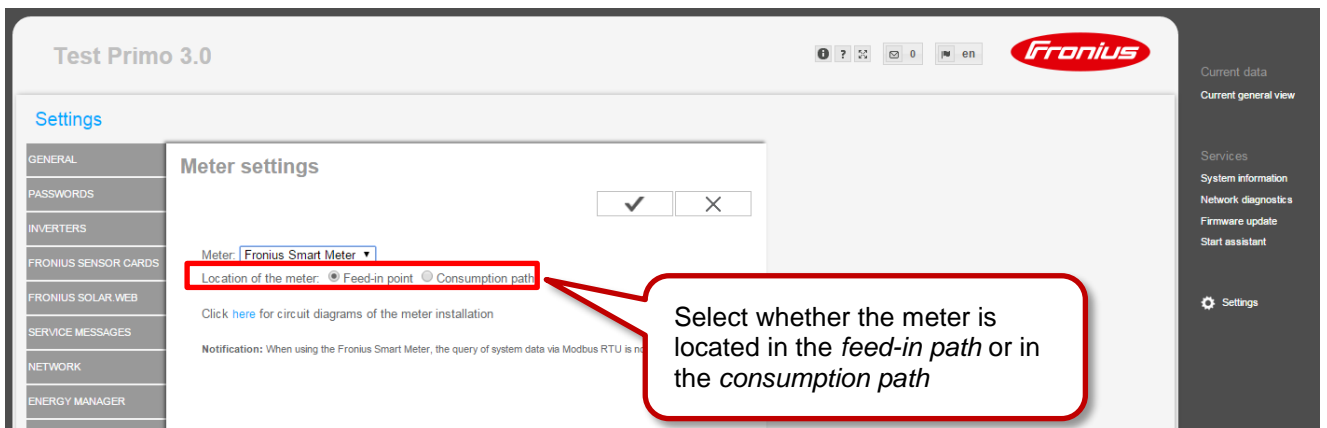 Test Primo 3.0
? 0 en
Fronius
Settings
GENERAL
PASSWORDS
INVERTERS
FRONIUS SENSOR CARDS
FRONIUS SOLAR.WEB
SERVICE MESSAGES
NETWORK
ENERGY MANAGER
Meter settings
Meter: Fronius Smart Meter
Location of the meter: Feed-in point Consumption path
Click here for circuit diagrams of the meter installation
Notification: When using the Fronius Smart Meter, the query of system data via Modbus RTU is
Select whether the meter is
located in the feed-in path or in
the consumption path
Current data
Current general view
Services
System information
Network diagnostics
Firmware update
Start assistant
Settings